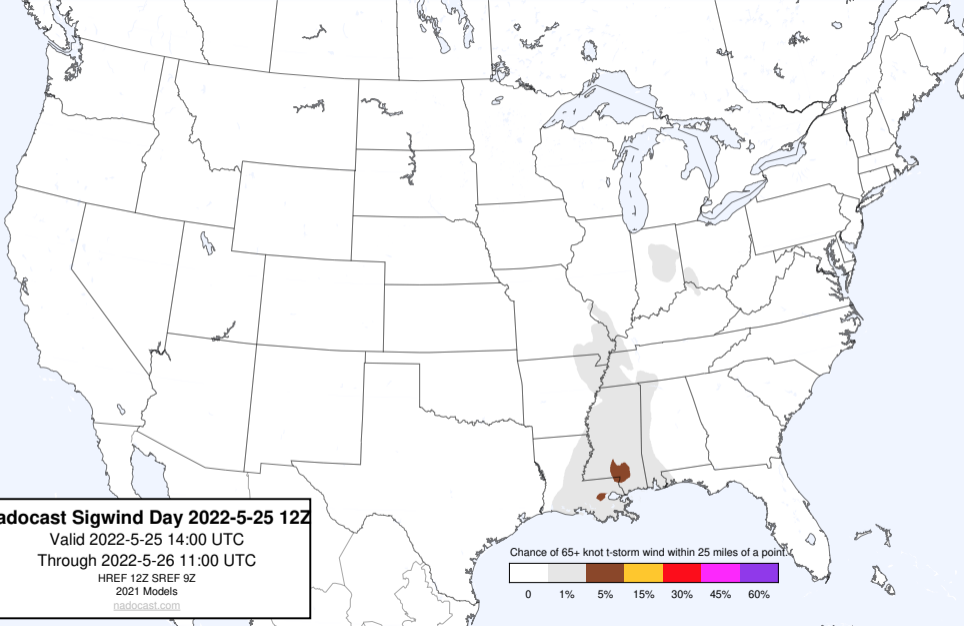 adocast Sigwind Day 2022-5-25 12Z
Valid 2022-5-25 14:00 UTC
Through 2022-5-26 11:00 UTC
HREF 12Z SREF 9Z
2021 Models
nadocast.com
Chance of 65+ knot t-storm wind within 25 miles of a point.
0 1% 5% 15% 30% 45% 60%